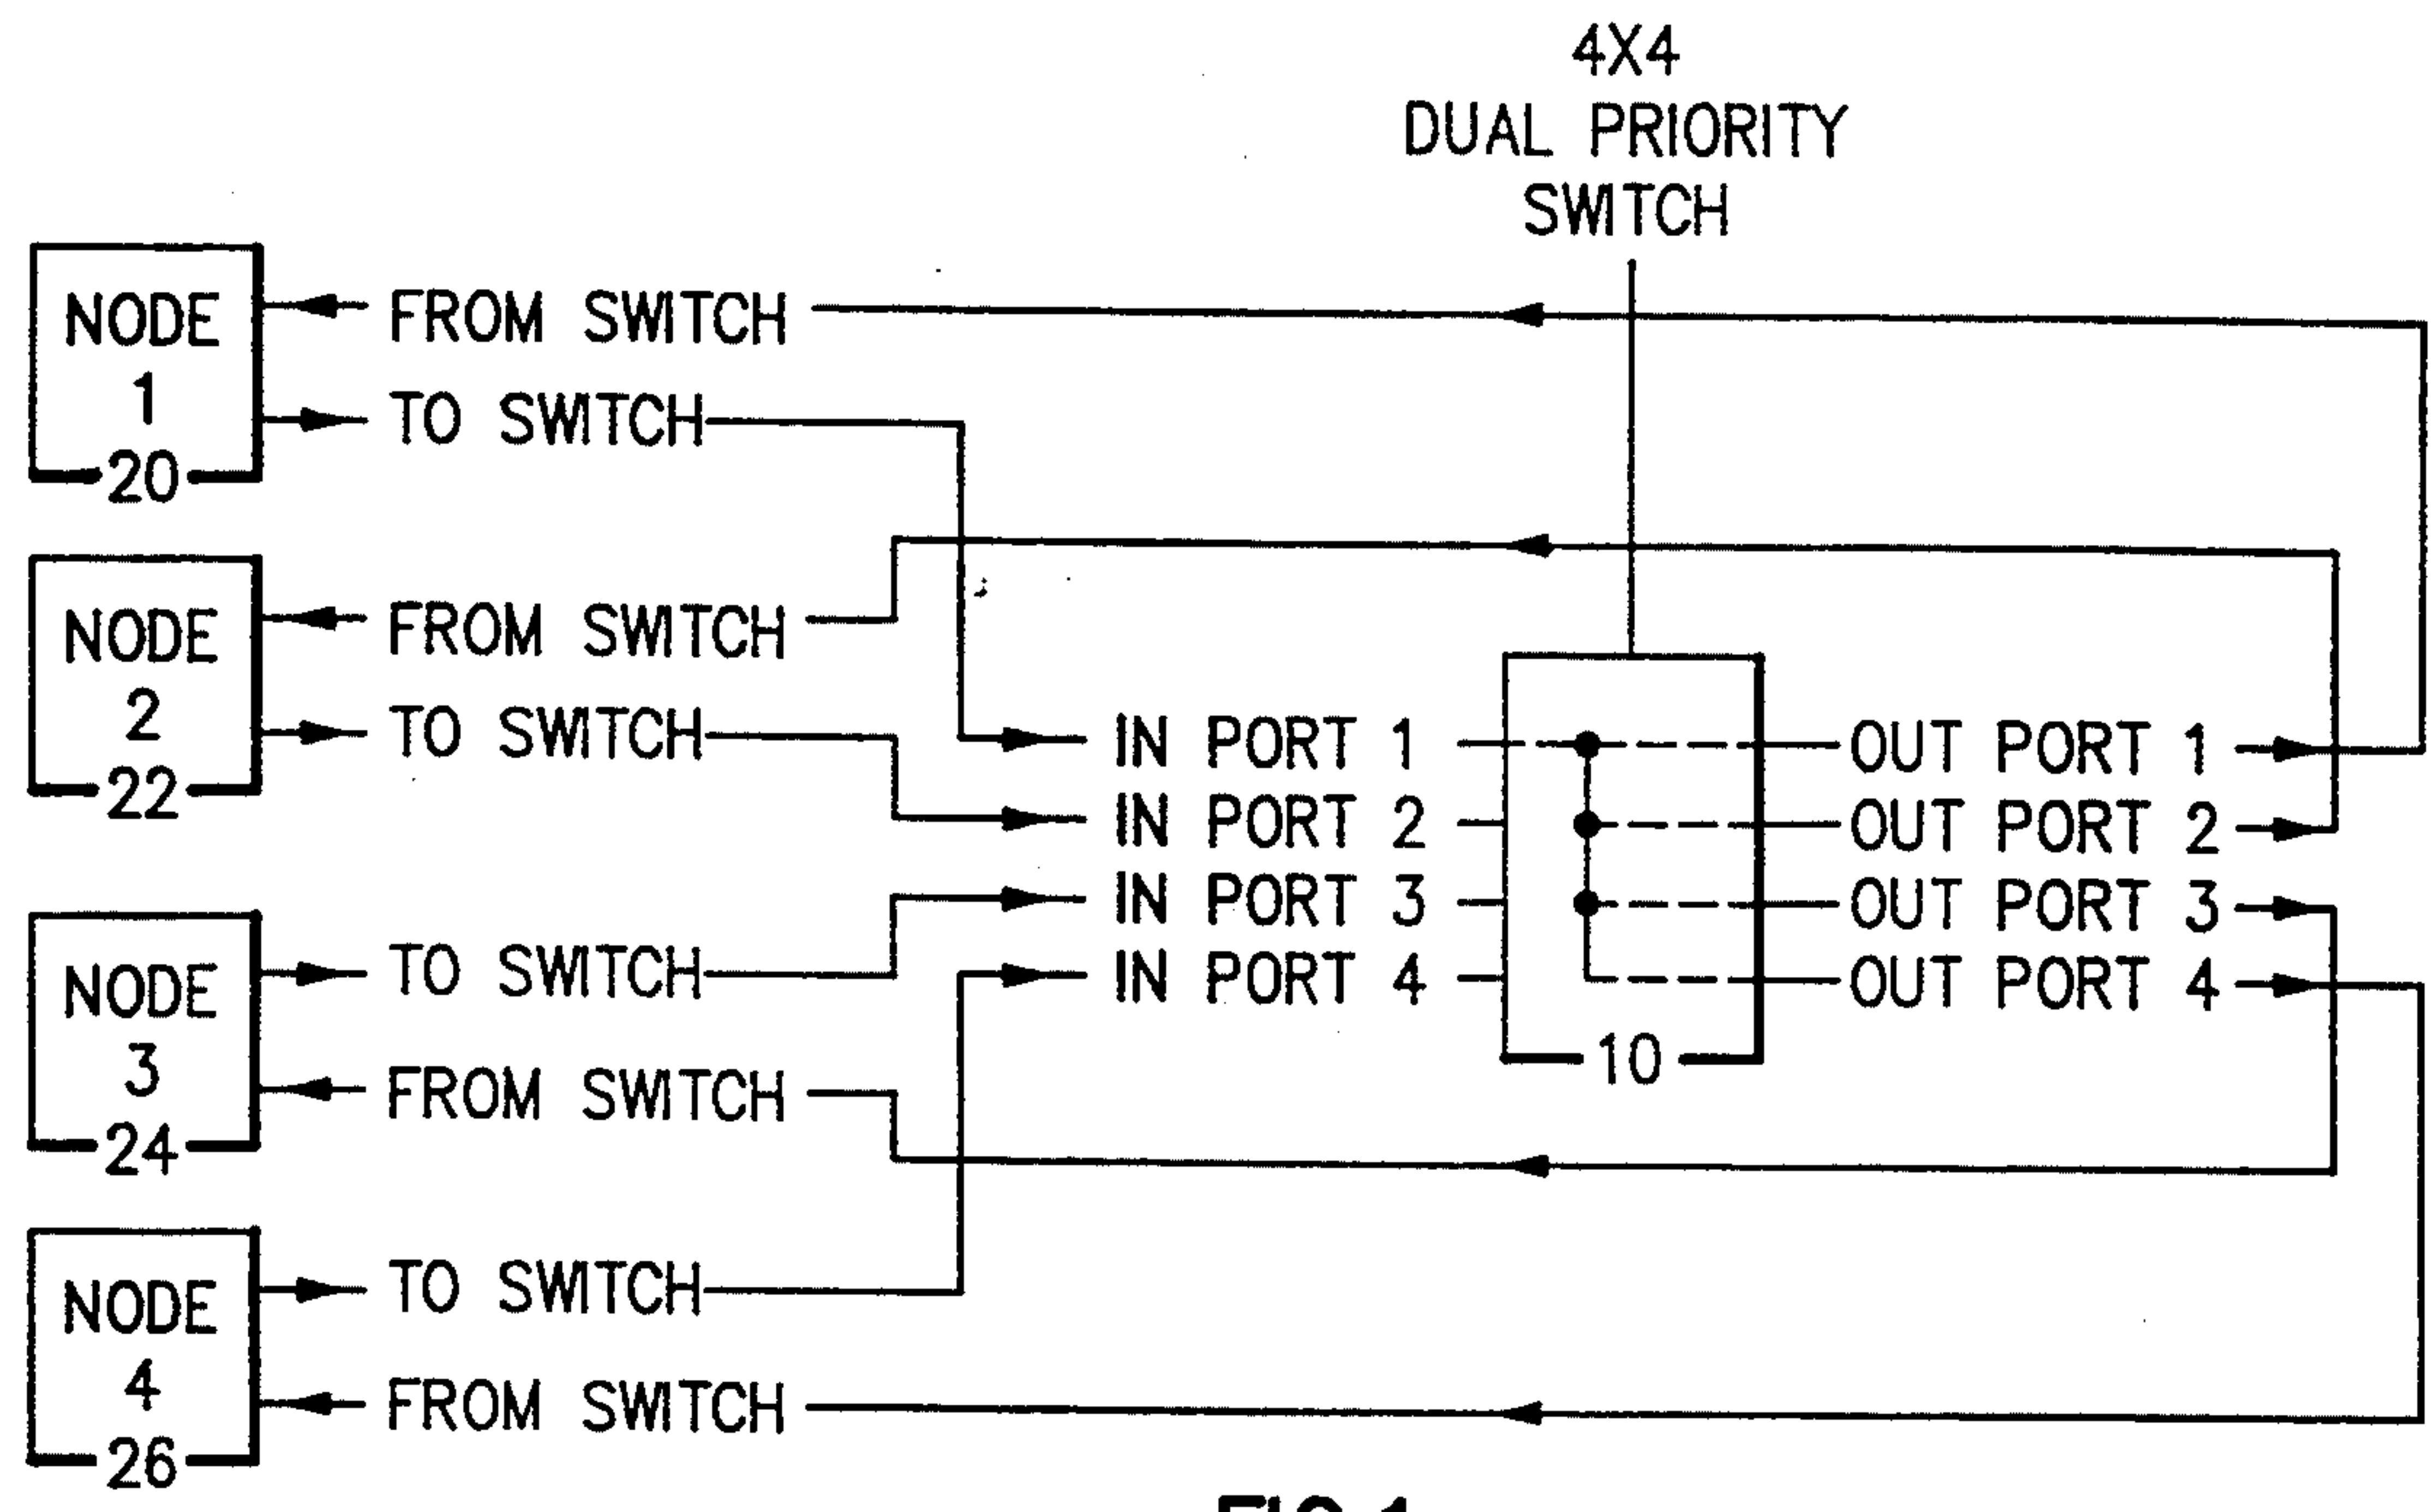 4X4
DUAL PRIORITY
SWITCH
NODE
1
20
FROM SWITCH
TO SWITCH
NODE
2
22
FROM SWITCH
TO SWITCH
NODE
3
24
TO SWITCH
FROM SWITCH
NODE
4
26
TO SWITCH
FROM SWITCH
IN PORT 1
IN PORT 2
IN PORT 3
IN PORT 4
10
OUT PORT 1
OUT PORT 2
OUT PORT 3
OUT PORT 4